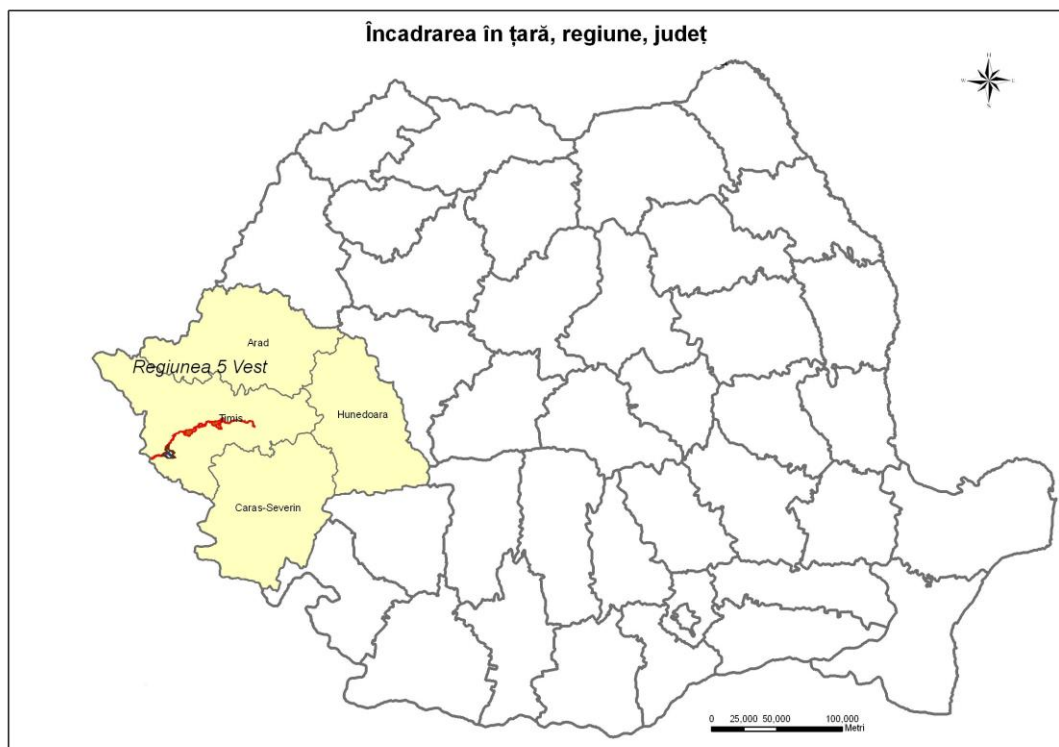 Încadrarea în țară, regiune, județ
Arad
Regiunea 5 Vest
Hunedoara
Timis
Caras-Severin
0 25,000 50,000 100,000
Metri